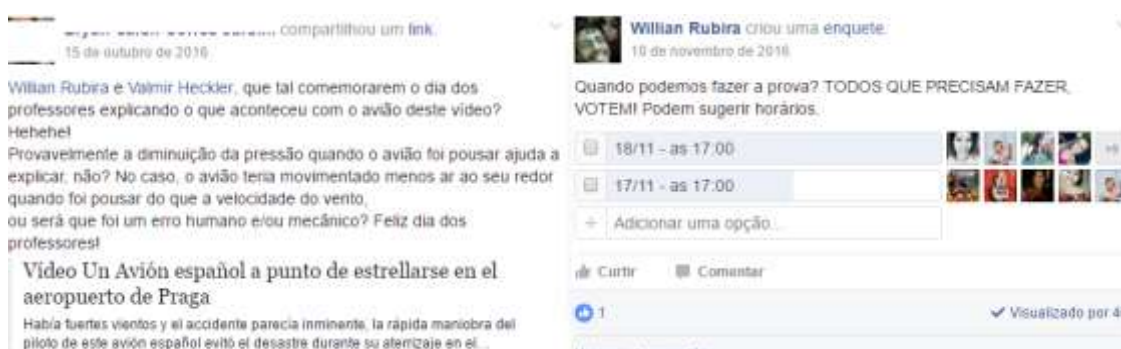 compartilhou um link.
15 de outubro de 2016
Willian Rubira e Valmir Heckler, que tal comemorarem o dia dos
professores explicando o que aconteceu com o avião deste vídeo?
Hehehe!
Provavelmente a diminuição da pressão quando o avião foi pousar ajuda a
explicar, não? No caso, o avião teria movimentado menos ar ao seu redor
quando foi pousar do que a velocidade do vento,
ou será que foi um erro humano e/ou mecânico? Feliz dia dos
professores!
Vídeo Un Avión español a punto de estrellarse en el
aeropuerto de Praga
Había fuertes vientos y el accidente parecía inminente, la rápida maniobra del
piloto de este avión español evitó el desastre durante su aterrizaje en el...
Willian Rubira criou uma enquete.
10 de novembro de 2016
Quando podemos fazer a prova? TODOS QUE PRECISAM FAZER,
VOTEM! Podem sugerir horários.
18/11 - as 17:00
17/11 - as 17:00
+ Adicionar uma opção...
Curtir Comentar
1
Visualizado por 4